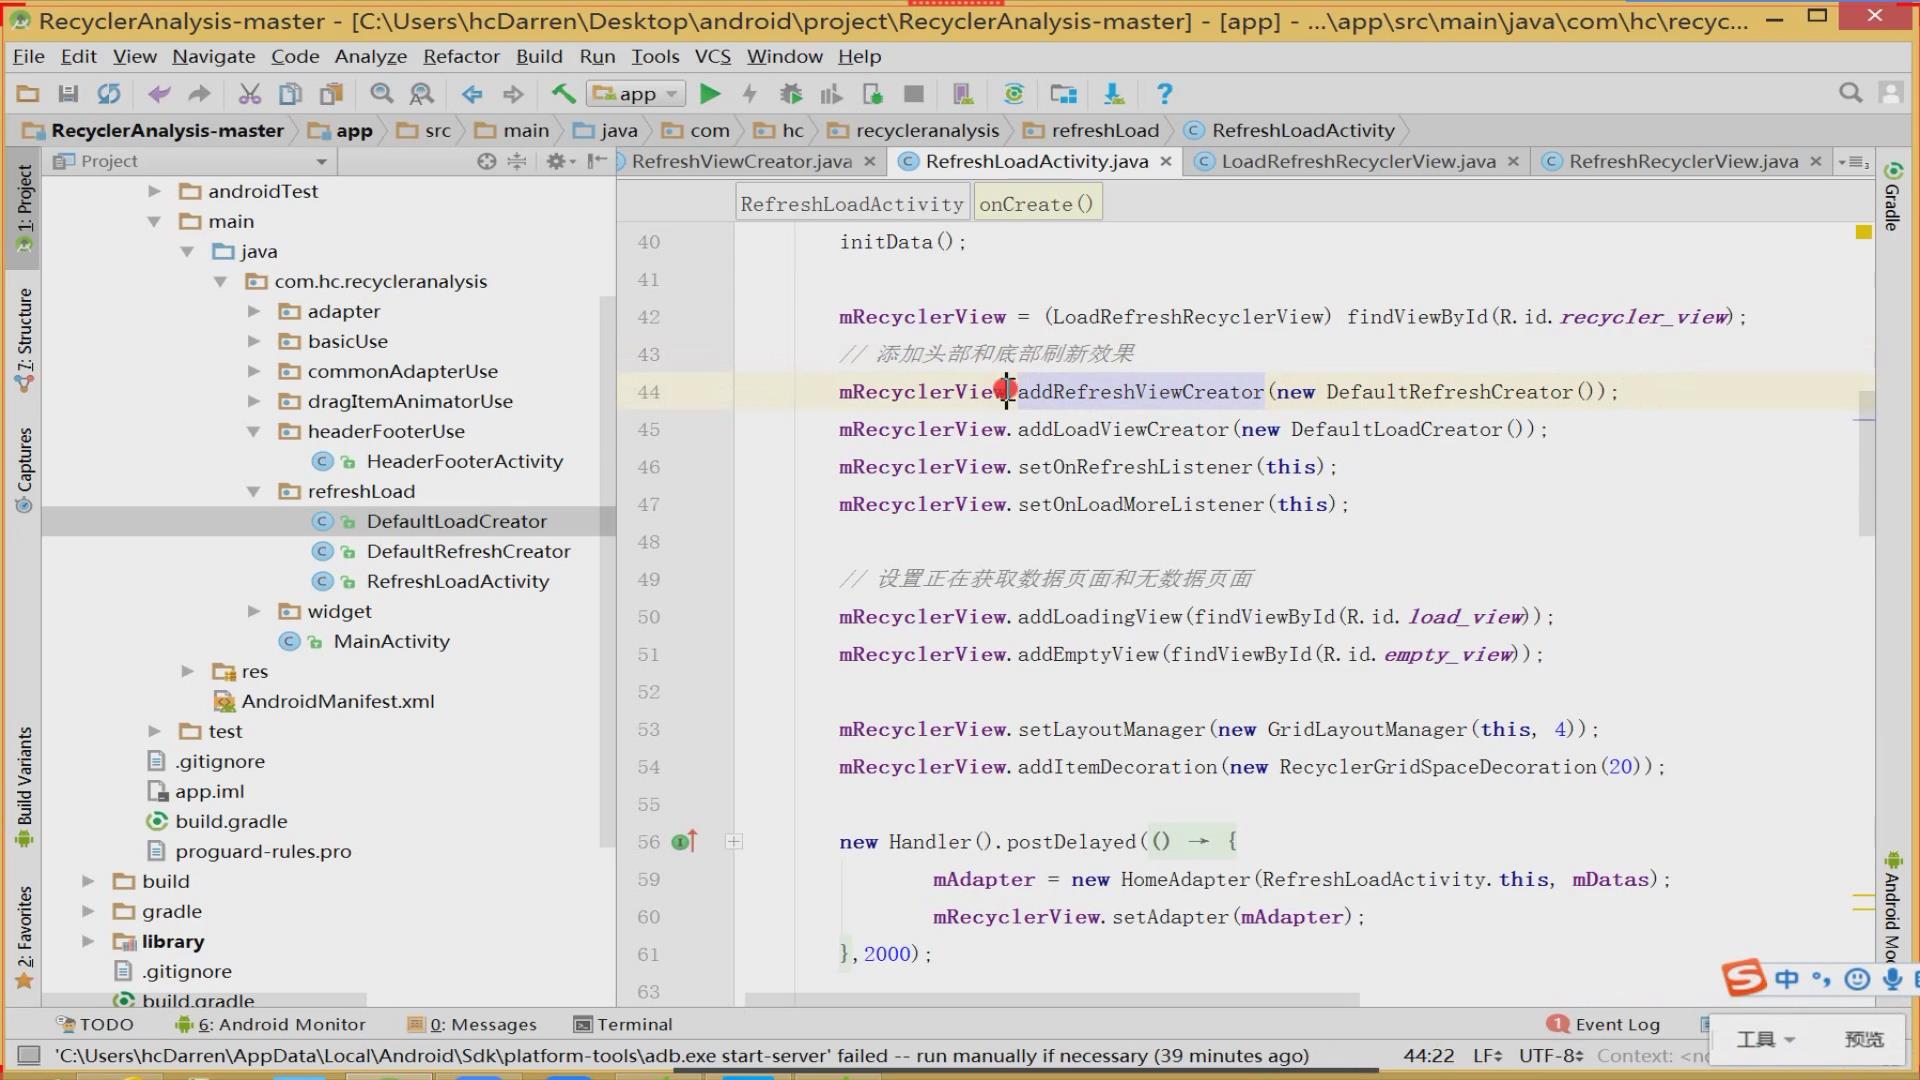 RecyclerAnalysis-master - [C:\Users\hcDarren\Desktop\android\project\RecyclerAnalysis-master] - [app] - ...\app\src\main\java\com\hc\recyc...
File Edit View Navigate Code Analyze Refactor Build Run Tools VCS Window Help
app
RecyclerAnalysis-master app src main java com hc recycleranalysis refreshLoad RefreshLoadActivity
Project
RefreshViewCreator.java RefreshLoadActivity.java LoadRefreshRecyclerView.java RefreshRecyclerView.java
RefreshLoadActivity onCreate()
1: Project
7: Structure
Captures
Build Variants
2: Favorites
androidTest
main
java
com.hc.recycleranalysis
adapter
basicUse
commonAdapterUse
dragItemAnimatorUse
headerFooterUse
HeaderFooterActivity
refreshLoad
DefaultLoadCreator
DefaultRefreshCreator
RefreshLoadActivity
widget
MainActivity
res
AndroidManifest.xml
test
.gitignore
app.iml
build.gradle
proguard-rules.pro
build
gradle
library
.gitignore
build.gradle
40 initData();
41
42 mRecyclerView = (LoadRefreshRecyclerView) findViewById(R.id.recycler_view);
43 // 添加头部和底部刷新效果
44 mRecyclerView.addRefreshViewCreator(new DefaultRefreshCreator());
45 mRecyclerView.addLoadViewCreator(new DefaultLoadCreator());
46 mRecyclerView.setOnRefreshListener(this);
47 mRecyclerView.setOnLoadMoreListener(this);
48
49 // 设置正在获取数据页面和无数据页面
50 mRecyclerView.addLoadingView(findViewById(R.id.load_view));
51 mRecyclerView.addEmptyView(findViewById(R.id.empty_view));
52
53 mRecyclerView.setLayoutManager(new GridLayoutManager(this, 4));
54 mRecyclerView.addItemDecoration(new RecyclerGridSpaceDecoration(20));
55
56 new Handler().postDelayed(() → {
59 mAdapter = new HomeAdapter(RefreshLoadActivity.this, mDatas);
60 mRecyclerView.setAdapter(mAdapter);
61 },2000);
63
Gradle
Android Mo
中
TODO 6: Android Monitor 0: Messages Terminal 1 Event Log
工具 预览
'C:\Users\hcDarren\AppData\Local\Android\Sdk\platform-tools\adb.exe start-server' failed -- run manually if necessary (39 minutes ago) 44:22 LF UTF-8 Context: <no